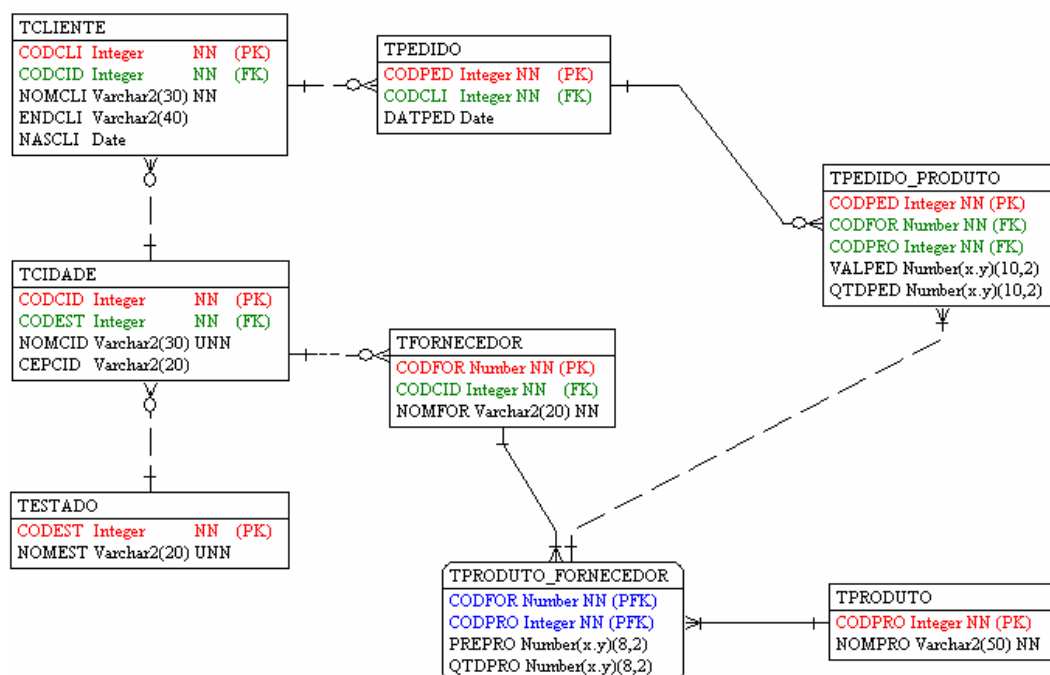 TCLIENTE
CODCLI Integer NN (PK)
CODCID Integer NN (FK)
NOMCLI Varchar2(30) NN
ENDCLI Varchar2(40)
NASCLI Date
TPEDIDO
CODPED Integer NN (PK)
CODCLI Integer NN (FK)
DATPED Date
TPEDIDO_PRODUTO
CODPED Integer NN (PK)
CODFOR Number NN (FK)
CODPRO Integer NN (FK)
VALPED Number(x.y)(10,2)
QTDPED Number(x.y)(10,2)
TCIDADE
CODCID Integer NN (PK)
CODEST Integer NN (FK)
NOMCID Varchar2(30) UNN
CEPCID Varchar2(20)
TFORNECEDOR
CODFOR Number NN (PK)
CODCID Integer NN (FK)
NOMFOR Varchar2(20) NN
TESTADO
CODEST Integer NN (PK)
NOMEST Varchar2(20) UNN
TPRODUTO_FORNECEDOR
CODFOR Number NN (PFK)
CODPRO Integer NN (PFK)
PREPRO Number(x.y)(8,2)
QTDPRO Number(x.y)(8,2)
TPRODUTO
CODPRO Integer NN (PK)
NOMPRO Varchar2(50) NN